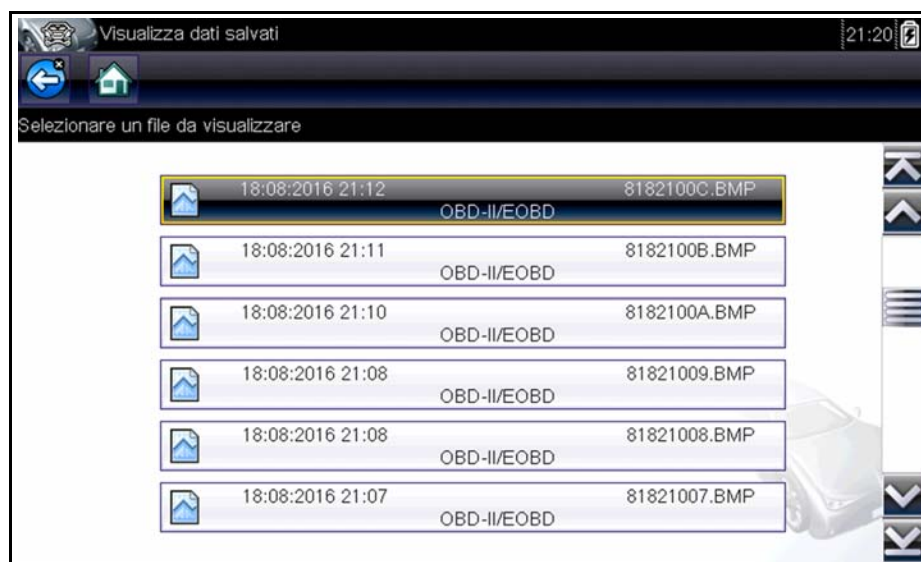 Visualizza dati salvati 21:20
Selezionare un file da visualizzare
18:08:2016 21:12 8182100C.BMP
OBD-II/EOBD
18:08:2016 21:11 8182100B.BMP
OBD-II/EOBD
18:08:2016 21:10 8182100A.BMP
OBD-II/EOBD
18:08:2016 21:08 81821009.BMP
OBD-II/EOBD
18:08:2016 21:08 81821008.BMP
OBD-II/EOBD
18:08:2016 21:07 81821007.BMP
OBD-II/EOBD